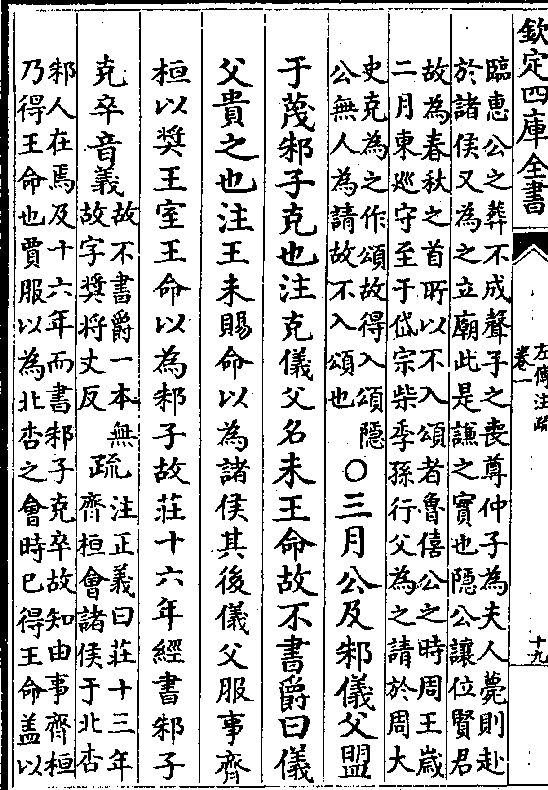 欽定四庫全書
左傳注疏
卷一
十九
臨惠公之葬不成聲子之喪尊仲子為夫人薨則赴
於諸侯又為之立廟此是謙之實也隱公讓位賢君
故為春秋之首所以不入頌者魯僖公之時周王嵗
二月東廵守至于岱宗柴季孫行父為之請於周大
史克為之作頌故得入頌隱
公無人為請故不入頌也
○三月公及邾儀父盟
于蔑邾子克也注克儀父名未王命故不書爵曰儀
父貴之也注王未賜命以為諸侯其後儀父服事齊
桓以奬王室王命以為邾子故莊十六年經書邾子
克卒音義
故不書爵一本無
故字奬將丈反
疏
注正義曰莊十三年
齊桓會諸侯于北杏
邾人在焉及十六年而書邾子克卒故知由事齊桓
乃得王命也賈服以為北杏之會時已得王命盖以